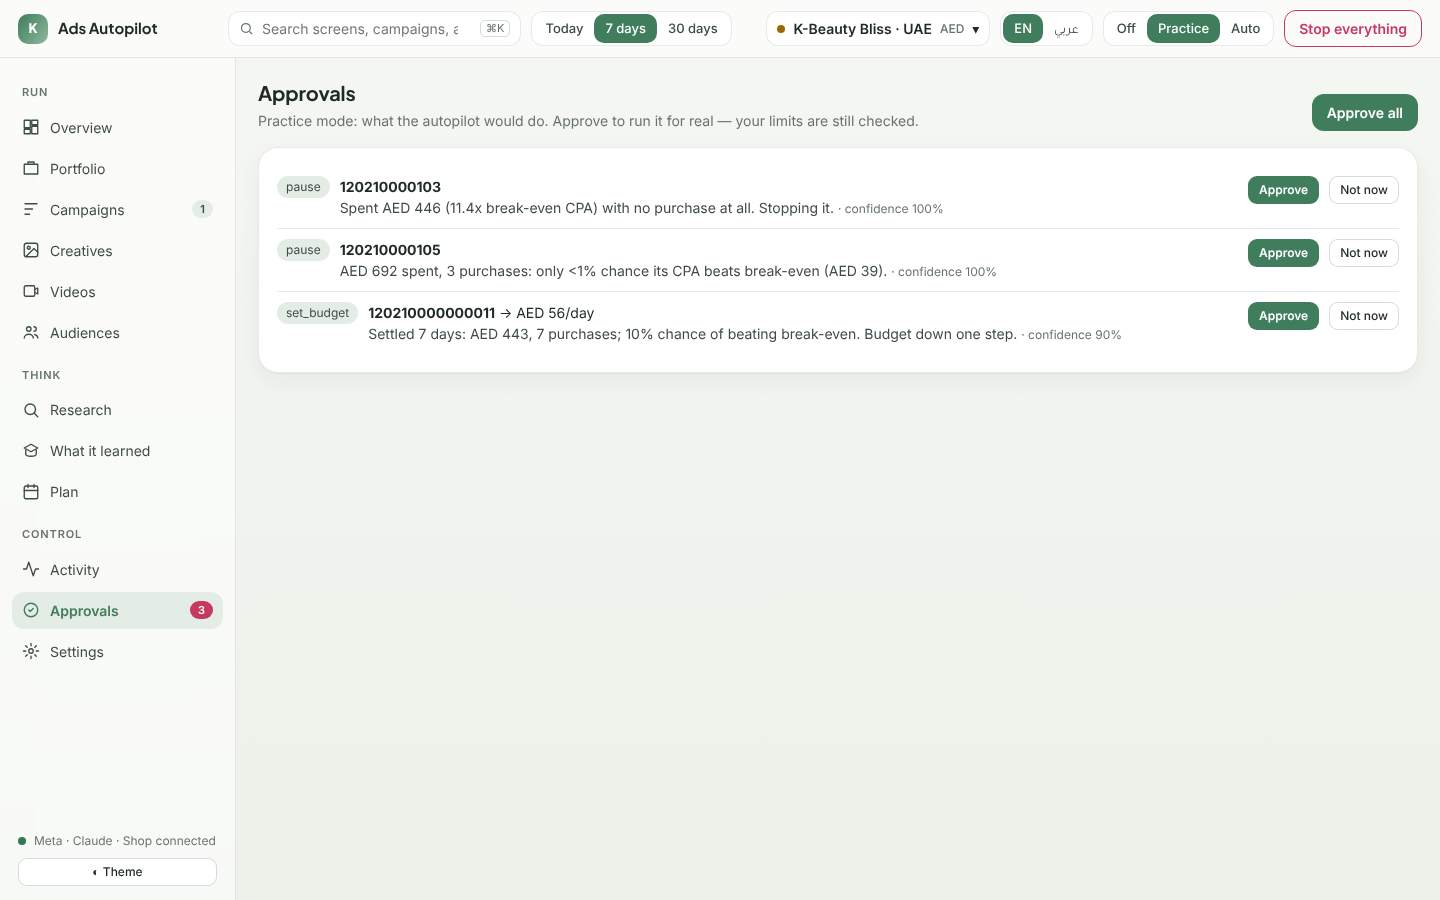 K Ads Autopilot
Search screens, campaigns, a ⌘K
Today 7 days 30 days
K-Beauty Bliss · UAE AED ▾
EN عربي
Off Practice Auto
Stop everything
RUN
Overview
Portfolio
Campaigns 1
Creatives
Videos
Audiences
THINK
Research
What it learned
Plan
CONTROL
Activity
Approvals 3
Settings
Meta · Claude · Shop connected
Theme
Approvals
Practice mode: what the autopilot would do. Approve to run it for real — your limits are still checked.
Approve all
pause 120210000103 Approve Not now
Spent AED 446 (11.4x break-even CPA) with no purchase at all. Stopping it. · confidence 100%
pause 120210000105 Approve Not now
AED 692 spent, 3 purchases: only <1% chance its CPA beats break-even (AED 39). · confidence 100%
set_budget 120210000000011 → AED 56/day Approve Not now
Settled 7 days: AED 443, 7 purchases; 10% chance of beating break-even. Budget down one step. · confidence 90%